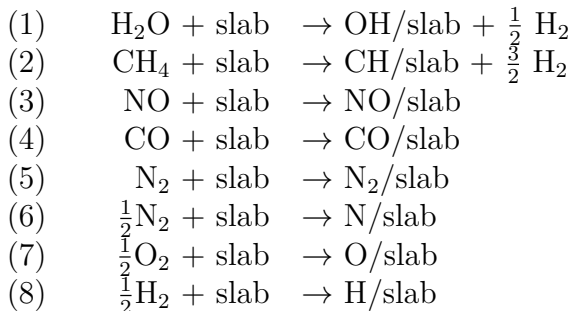 (1) H₂O + slab → OH/slab + ½ H₂
(2) CH₄ + slab → CH/slab + 3/2 H₂
(3) NO + slab → NO/slab
(4) CO + slab → CO/slab
(5) N₂ + slab → N₂/slab
(6) ½N₂ + slab → N/slab
(7) ½O₂ + slab → O/slab
(8) ½H₂ + slab → H/slab